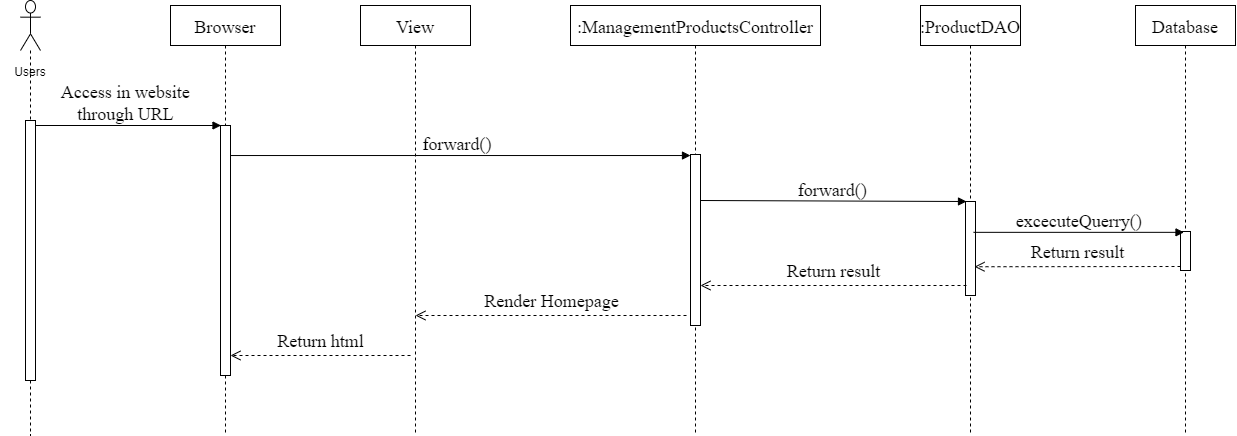 Browser
View
:ManagementProductsController
:ProductDAO
Database
Users
Access in website
through URL
forward()
forward()
excecuteQuerry()
Return result
Return result
Render Homepage
Return html